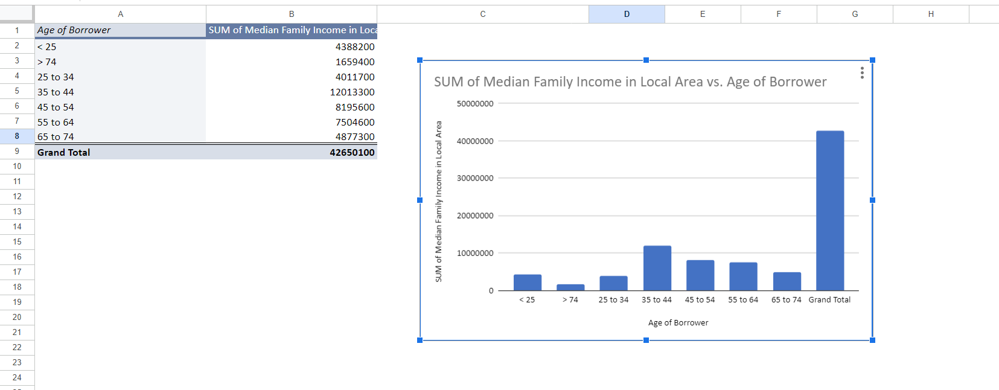 A B C D E F G H
1 Age of Borrower SUM of Median Family Income in Loca
2 < 25 4388200
3 > 74 1659400
4 25 to 34 4011700
5 35 to 44 12013300
6 45 to 54 8195600
7 55 to 64 7504600
8 65 to 74 4877300
9 Grand Total 42650100
10
11
12
13
14
15
16
17
18
19
20
21
22
23
24
SUM of Median Family Income in Local Area vs. Age of Borrower
SUM of Median Family Income in Local Area
50000000
40000000
30000000
20000000
10000000
0
< 25 > 74 25 to 34 35 to 44 45 to 54 55 to 64 65 to 74 Grand Total
Age of Borrower